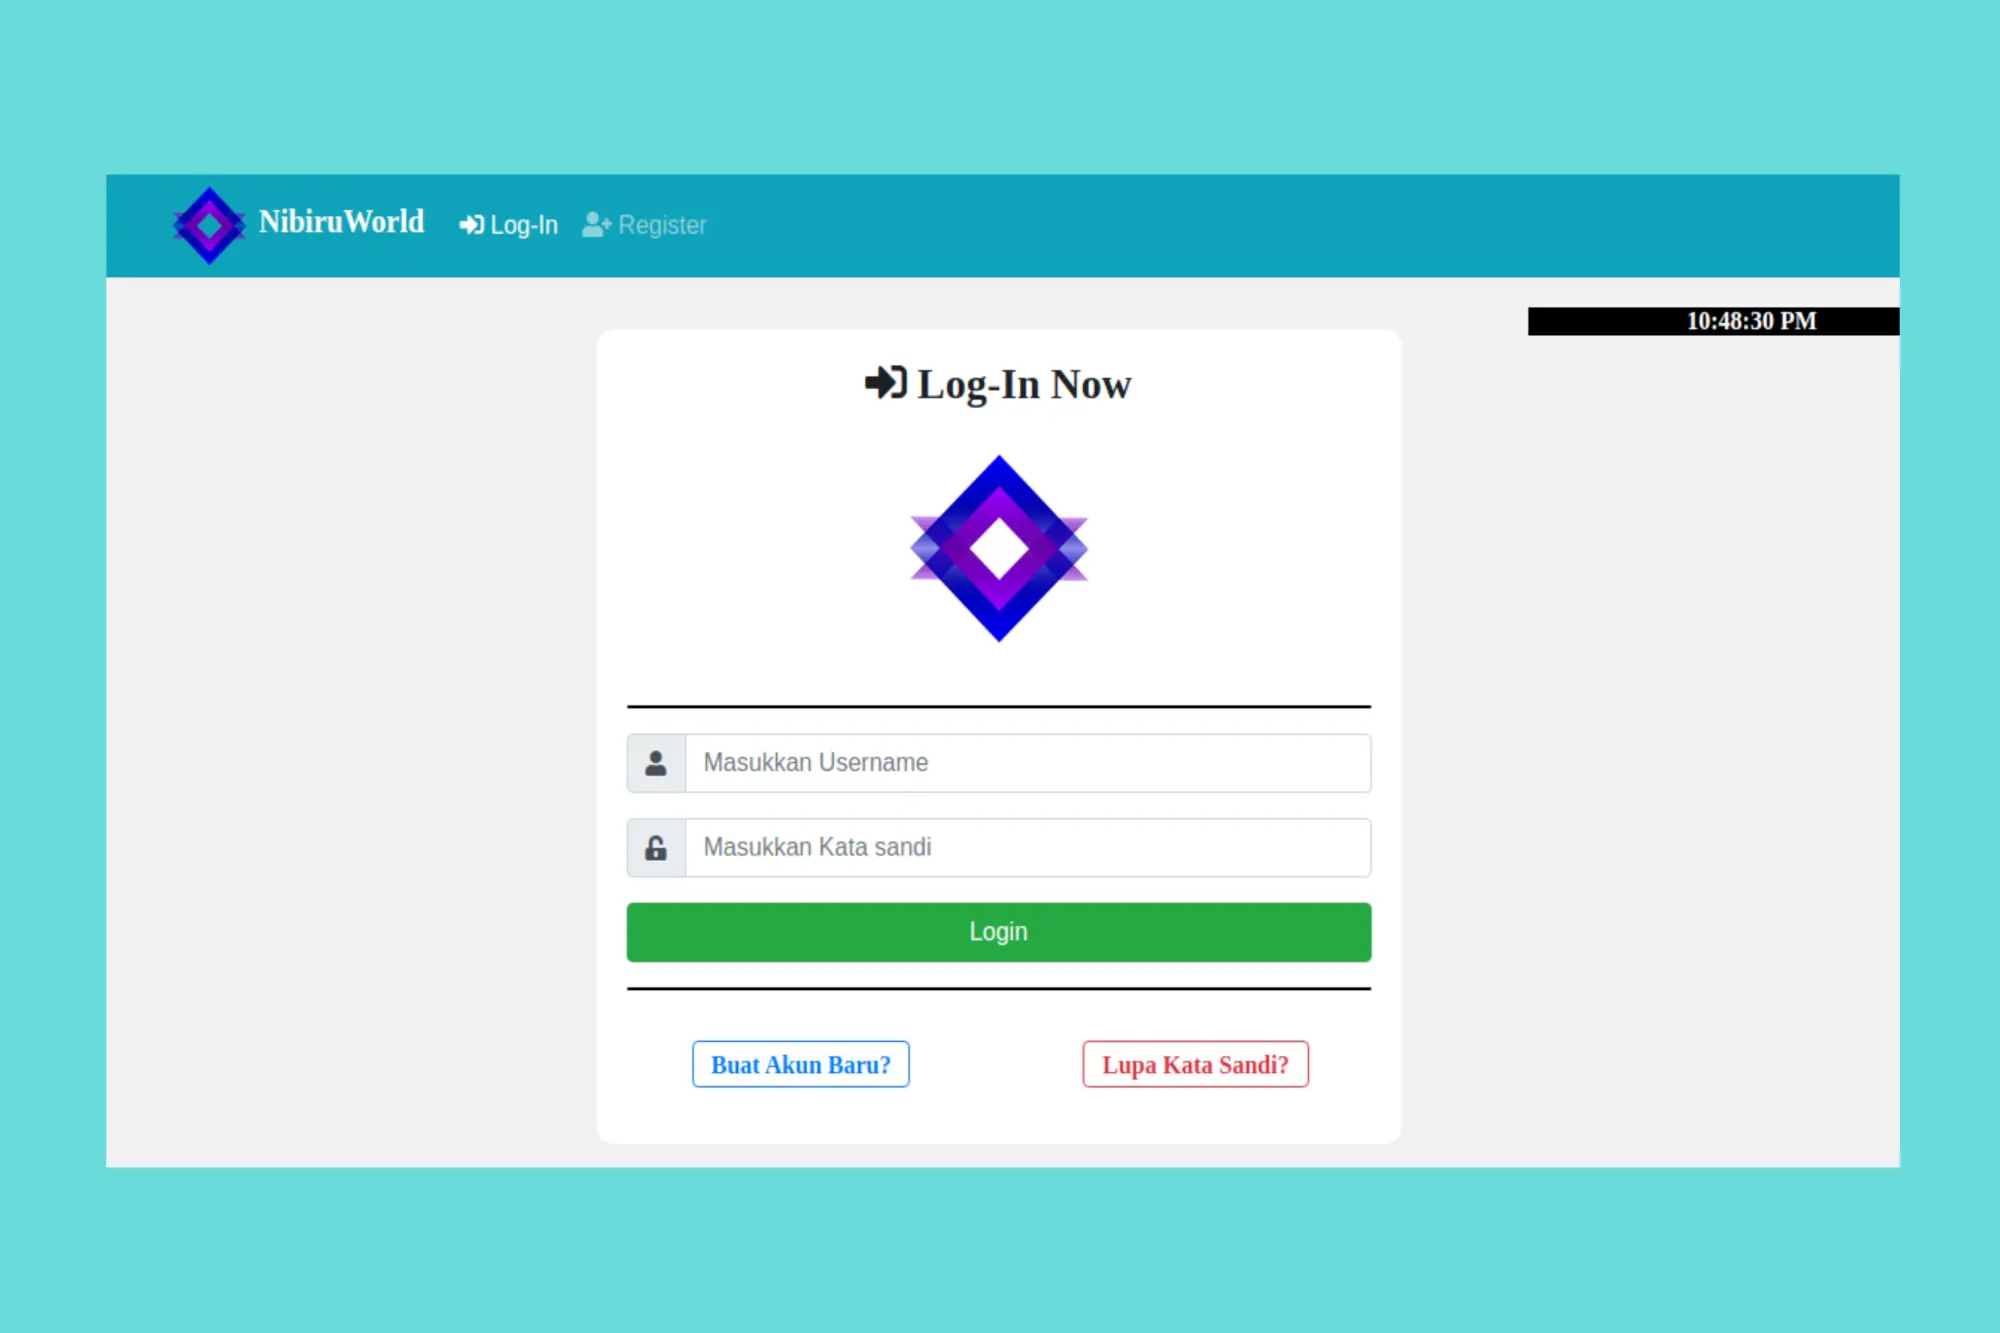 NibiruWorld Log-In Register
10:48:30 PM
Log-In Now
Masukkan Username
Masukkan Kata sandi
Login
Buat Akun Baru? Lupa Kata Sandi?